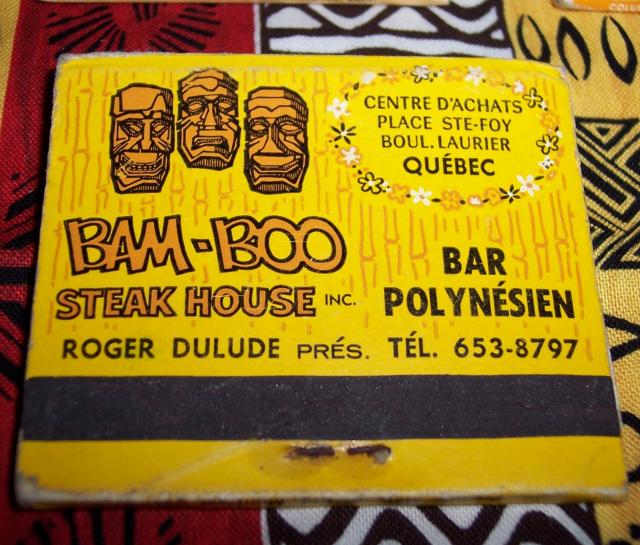 CENTRE D'ACHATS
PLACE STE-FOY
BOUL. LAURIER
QUÉBEC
BAM-BOO
STEAK HOUSE INC.
BAR
POLYNÉSIEN
ROGER DULUDE PRÉS. TÉL. 653-8797